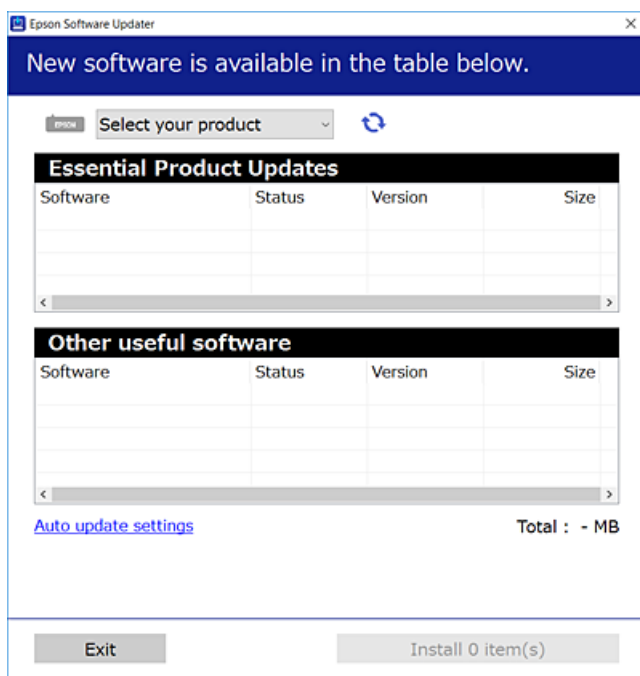 Epson Software Updater
New software is available in the table below.
EPSON Select your product
Essential Product Updates
Software Status Version Size
Other useful software
Software Status Version Size
Auto update settings Total : - MB
Exit Install 0 item(s)